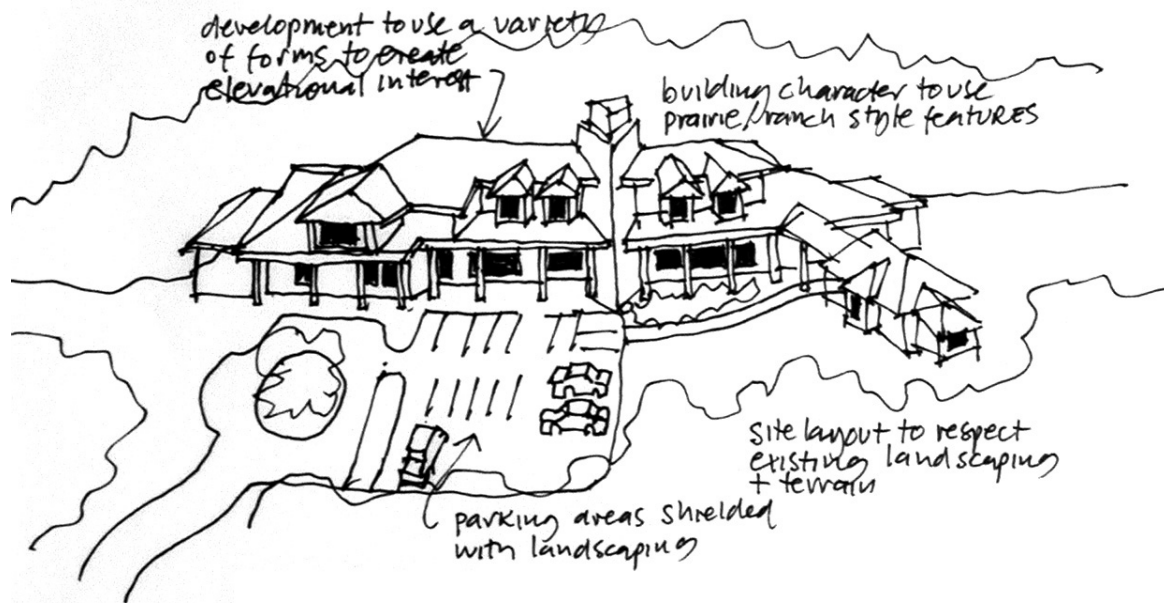 development to use a variety
of forms to create
elevational interest
building character to use
prairie/ranch style features
site layout to respect
existing landscaping
+ terrain
parking areas shielded
with landscaping